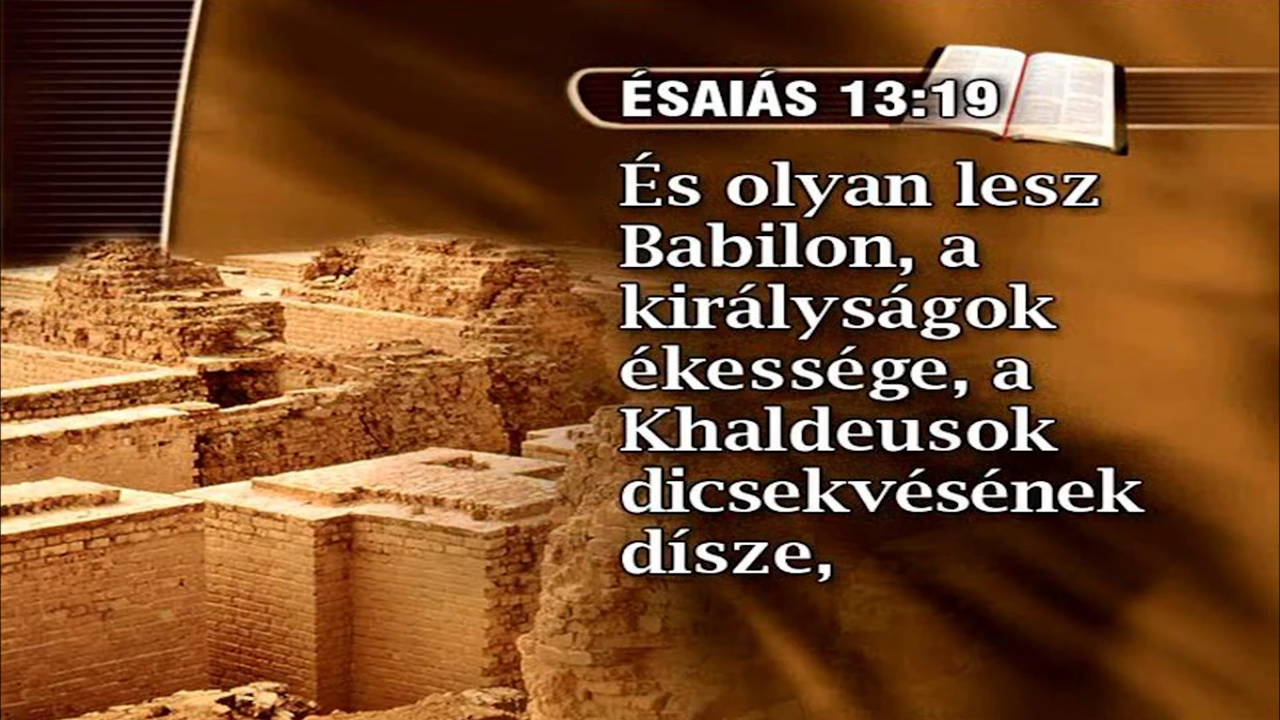 ÉSAIÁS 13:19
És olyan lesz
Babilon, a
királyságok
ékessége, a
Khaldeusok
dicsekvésének
dísze,